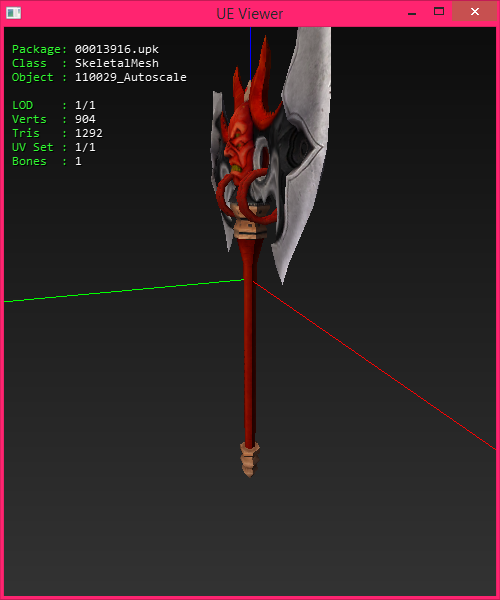 UE Viewer
Package: 00013916.upk
Class : SkeletalMesh
Object : 110029_Autoscale
LOD : 1/1
Verts : 904
Tris : 1292
UV Set : 1/1
Bones : 1